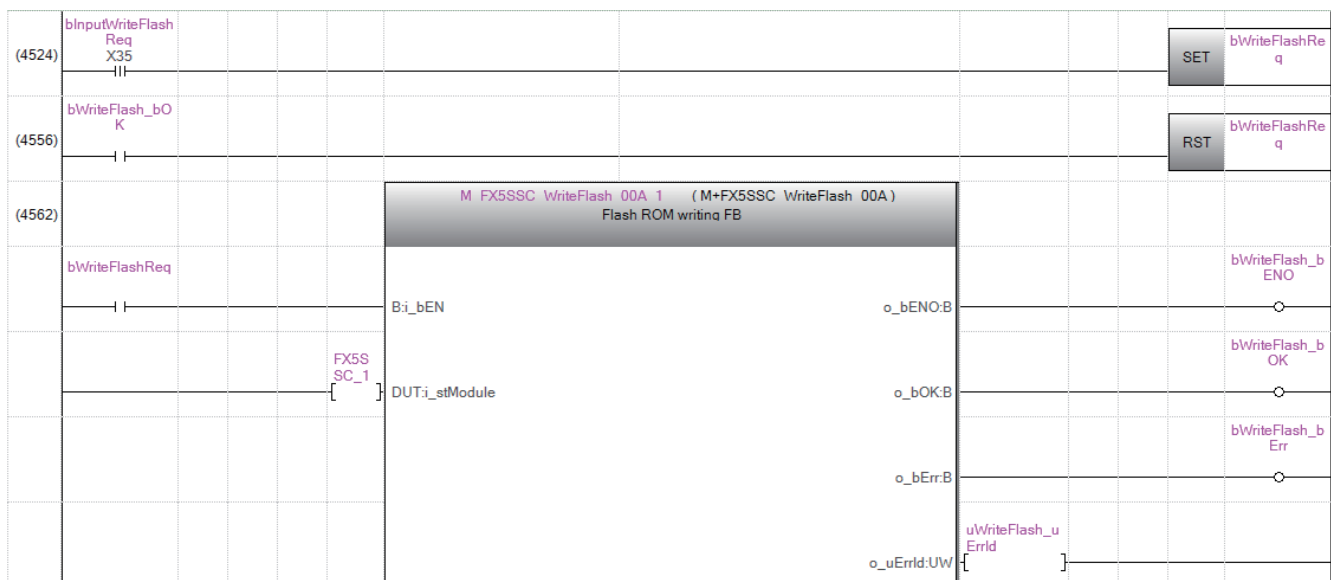 bInputWriteFlash
Req
(4524)
X35
SET
bWriteFlashRe
q
bWriteFlash_bO
K
(4556)
RST
bWriteFlashRe
q
(4562)
M FX5SSC WriteFlash 00A 1 ( M+FX5SSC WriteFlash 00A )
Flash ROM writing FB
bWriteFlashReq
B:i_bEN
o_bENO:B
bWriteFlash_b
ENO
FX5S
SC_1
DUT:i_stModule
o_bOK:B
bWriteFlash_b
OK
o_bErr:B
bWriteFlash_b
Err
o_uErrId:UW
uWriteFlash_u
ErrId